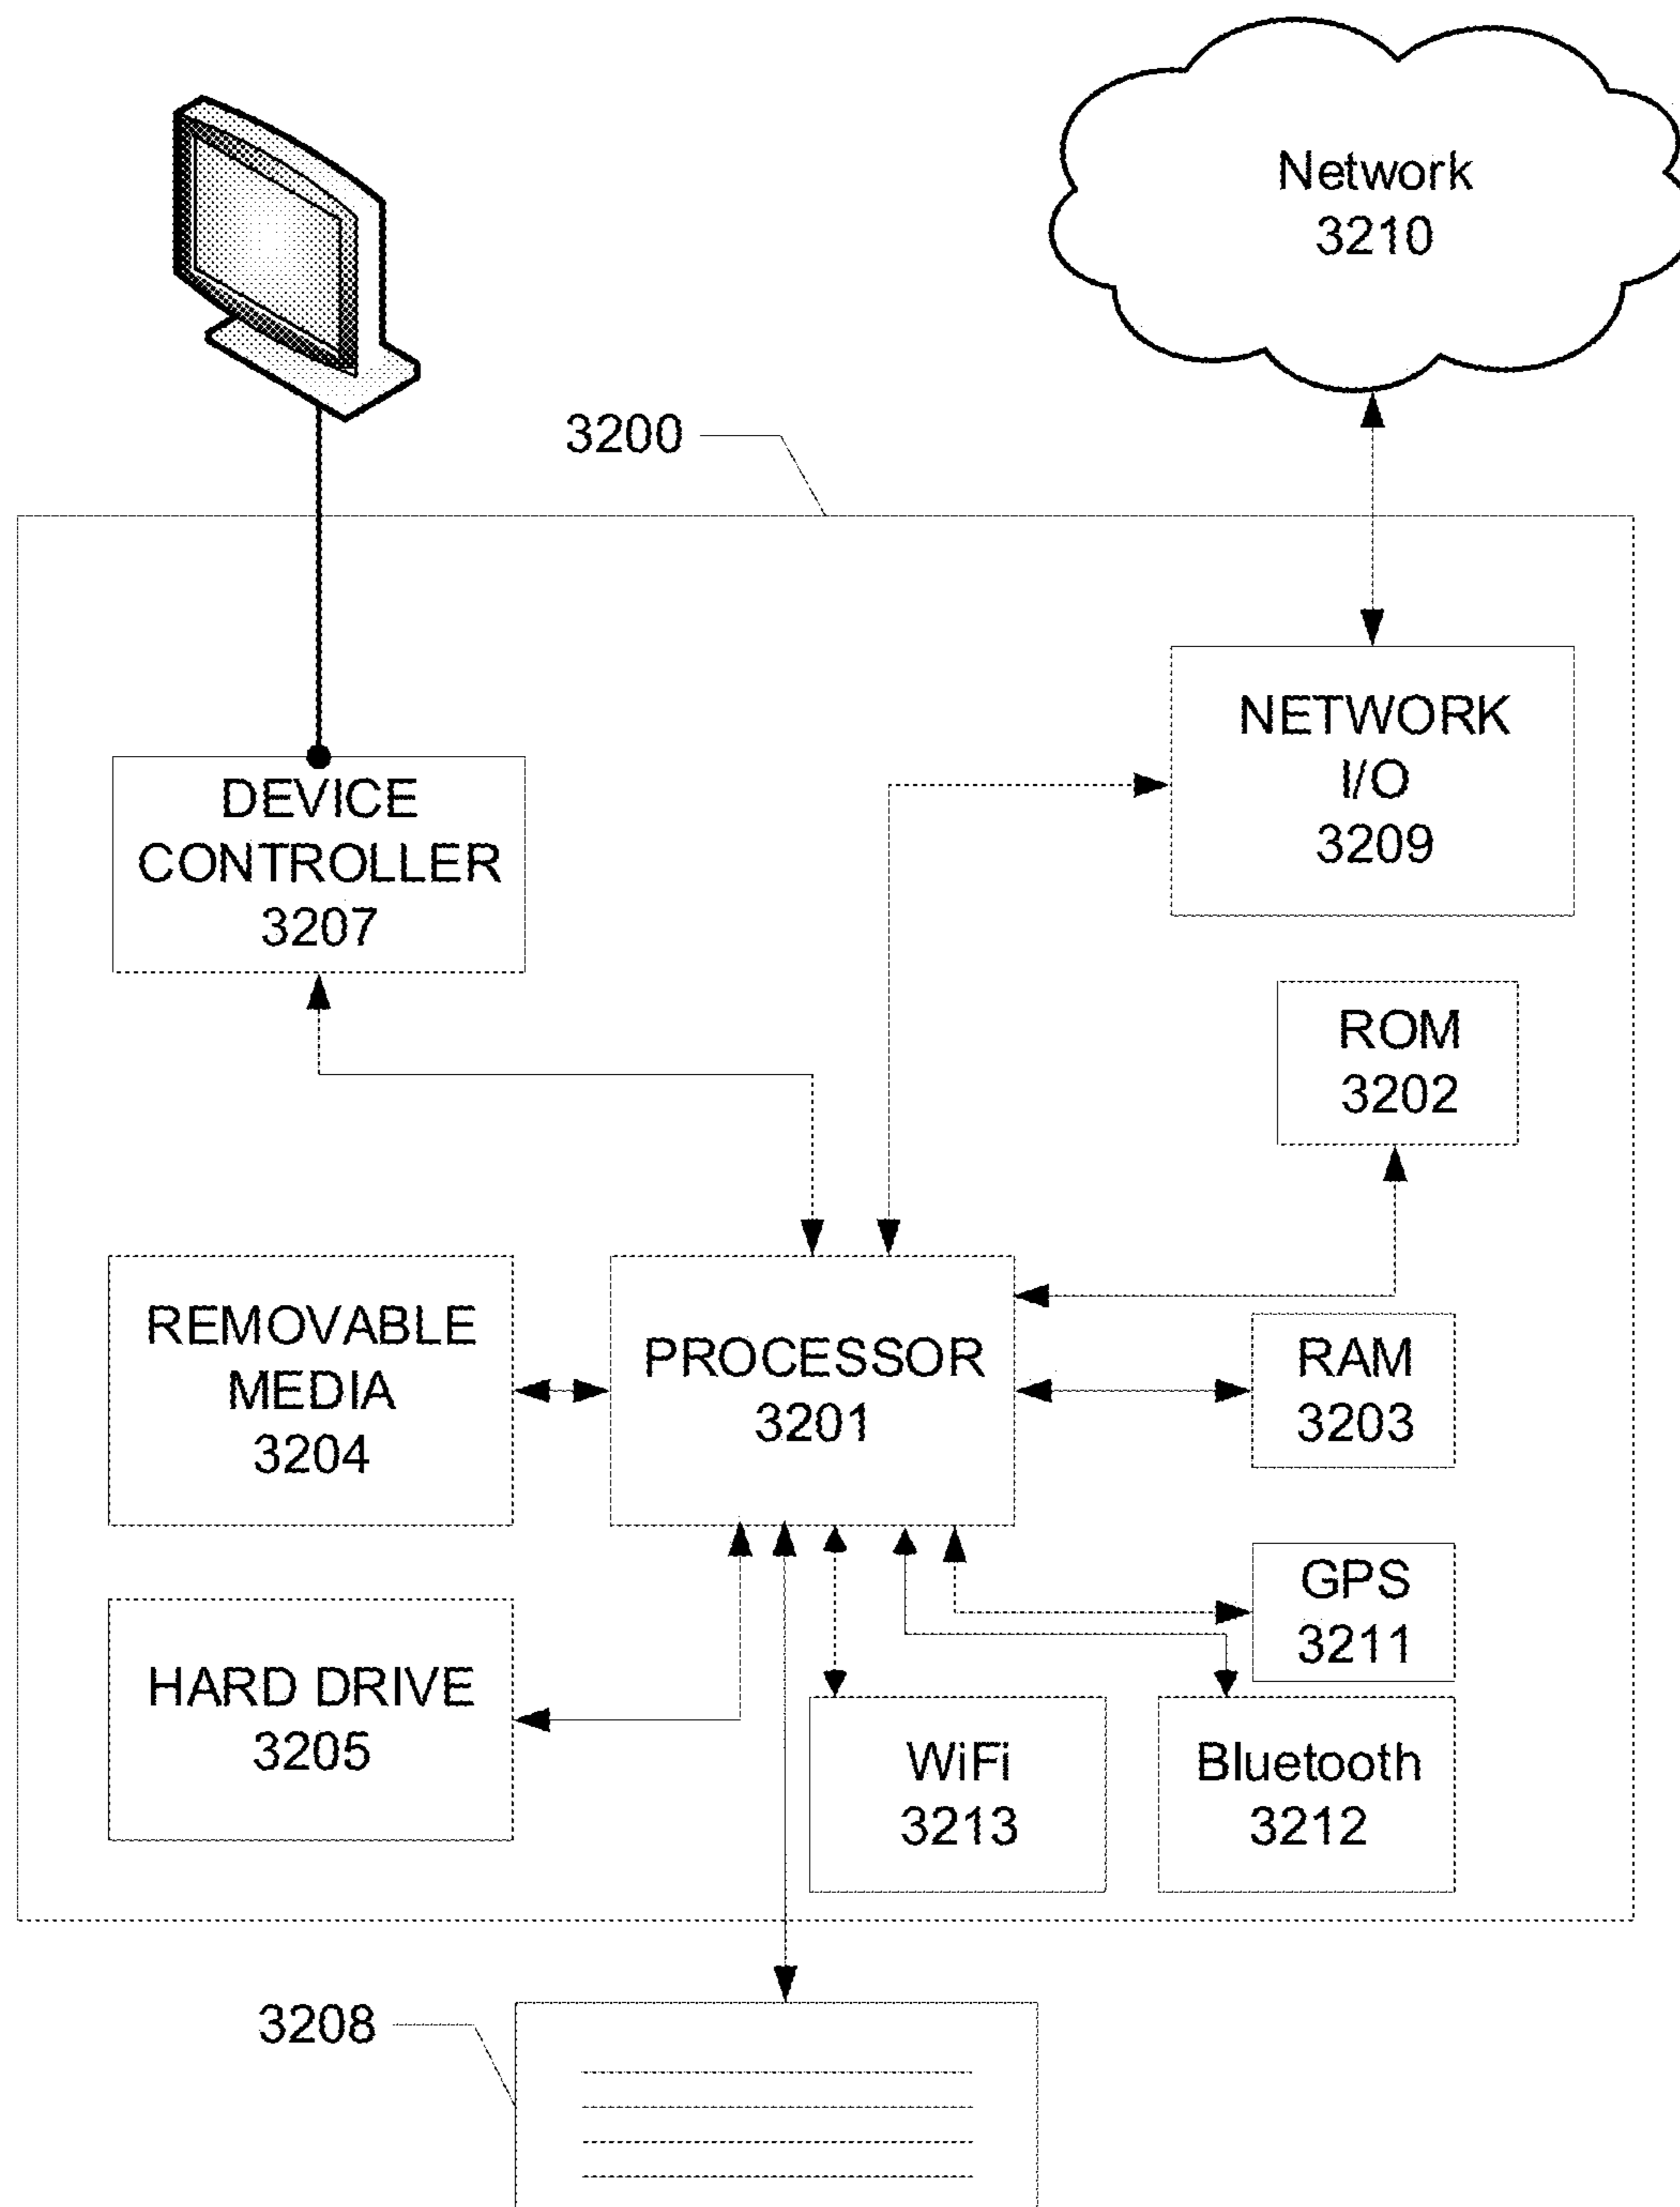 Network
3210
3200
NETWORK
I/O
3209
DEVICE
CONTROLLER
3207
ROM
3202
REMOVABLE
MEDIA
3204
PROCESSOR
3201
RAM
3203
GPS
3211
HARD DRIVE
3205
WiFi
3213
Bluetooth
3212
3208